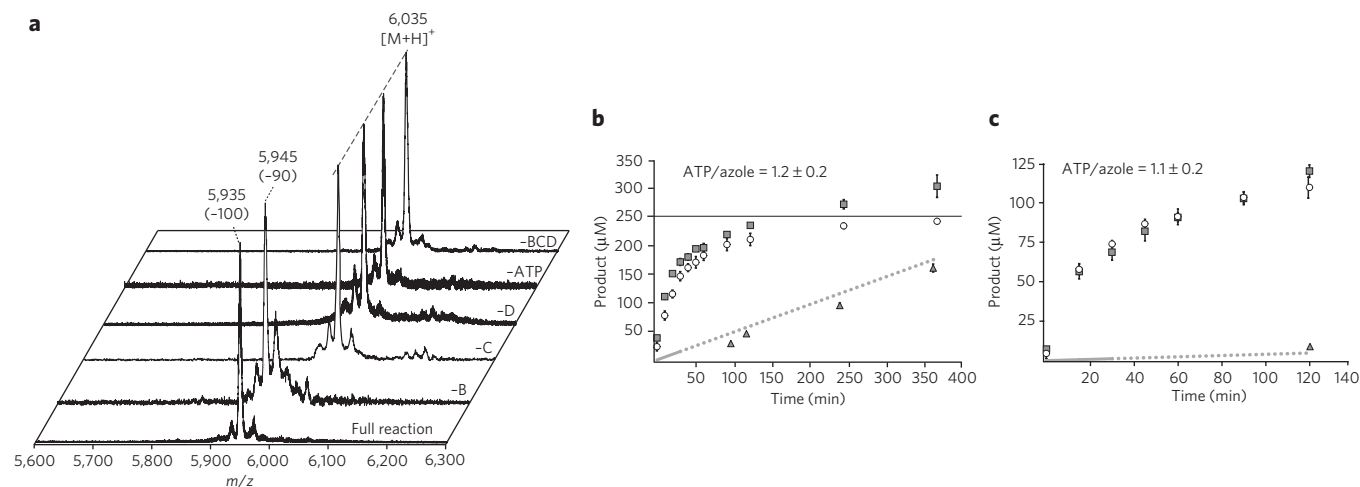 a
6,035
[M+H]+
5,945
(–90)
5,935
(–100)
–BCD
–ATP
–D
–C
–B
Full reaction
5,600 5,700 5,800 5,900 6,000 6,100 6,200 6,300
m/z
b
ATP/azole = 1.2 ± 0.2
350
300
250
200
150
100
50
Product (μM)
50 100 150 200 250 300 350 400
Time (min)
c
ATP/azole = 1.1 ± 0.2
125
100
75
50
25
Product (μM)
20 40 60 80 100 120 140
Time (min)